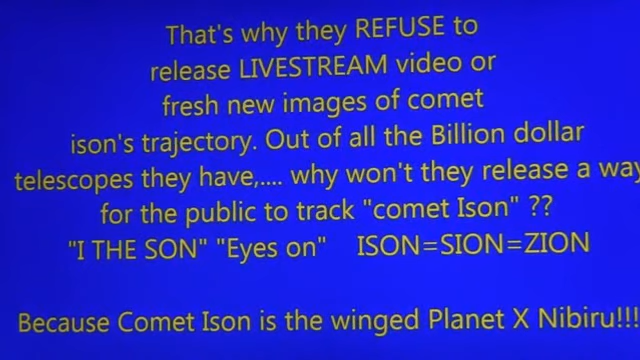 That's why they REFUSE to
release LIVESTREAM video or
fresh new images of comet
ison's trajectory. Out of all the Billion dollar
telescopes they have,.... why won't they release a way
for the public to track "comet Ison" ??
"I THE SON" "Eyes on" ISON=SION=ZION
Because Comet Ison is the winged Planet X Nibiru!!!